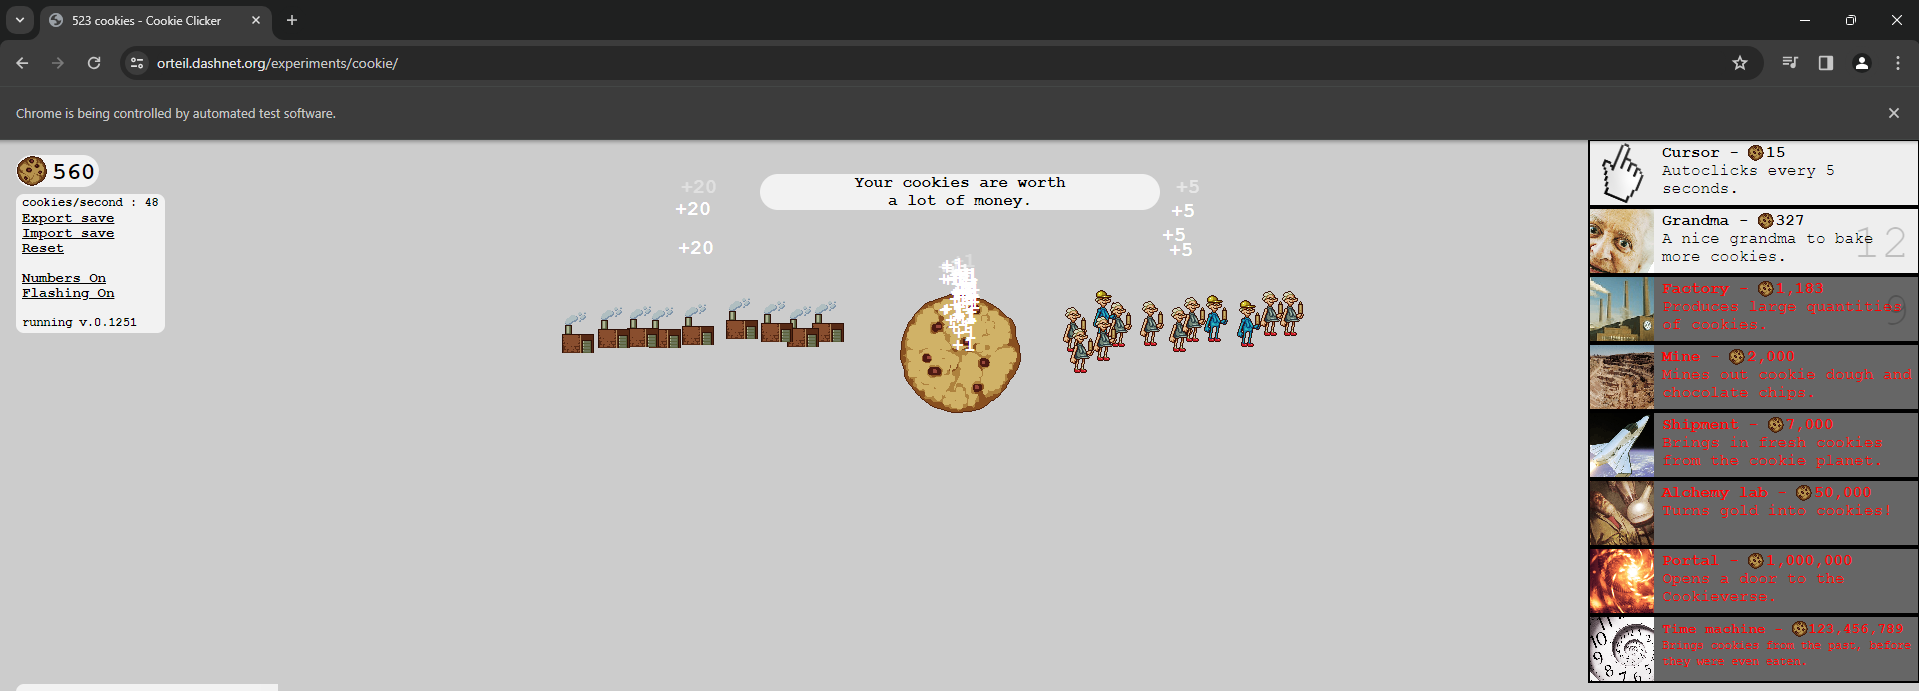 523 cookies - Cookie Clicker
orteil.dashnet.org/experiments/cookie/
Chrome is being controlled by automated test software.
560
cookies/second : 48
Export save
Import save
Reset
Numbers On
Flashing On
running v.0.1251
+20
+20
+20
Your cookies are worth
a lot of money.
+5
+5
+5
+5
+1
Cursor - 15
Autoclicks every 5
seconds.
Grandma - 327
A nice grandma to bake
more cookies.
12
Factory - 1,183
Produces large quantities
of cookies.
9
Mine - 2,000
Mines out cookie dough and
chocolate chips.
Shipment - 7,000
Brings in fresh cookies
from the cookie planet.
Alchemy lab - 50,000
Turns gold into cookies!
Portal - 1,000,000
Opens a door to the
Cookieverse.
Time machine - 123,456,789
Brings cookies from the past, before
they were even eaten.